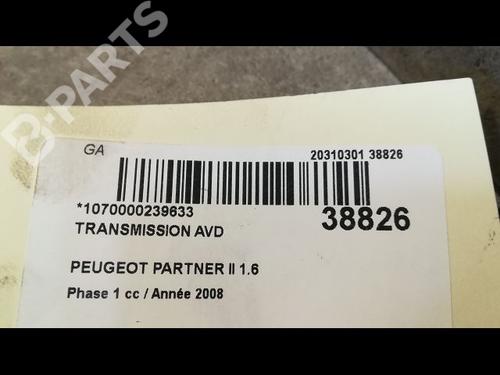 B-PARTS
GA
20310301 38826
*1070000239633
38826
TRANSMISSION AVD
PEUGEOT PARTNER II 1.6
Phase 1 cc / Année 2008